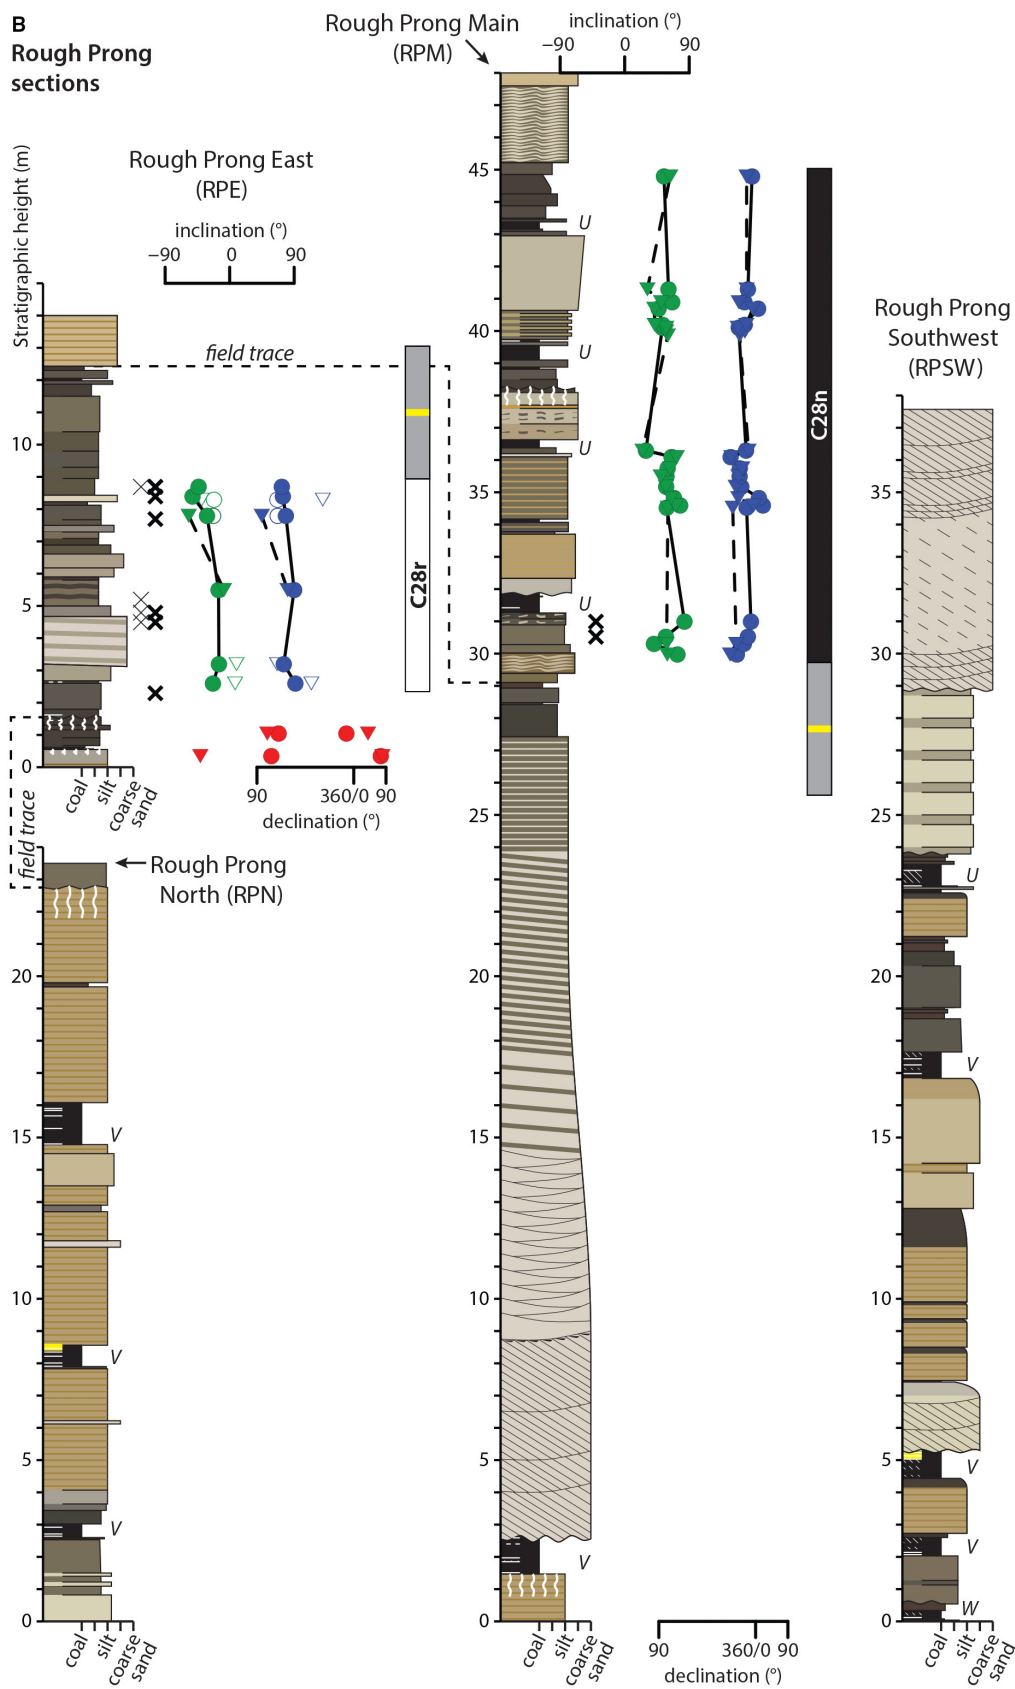 B
Rough Prong
sections
Rough Prong Main
(RPM)
inclination (°)
−90 0 90
Rough Prong East
(RPE)
inclination (°)
−90 0 90
Stratigraphic height (m)
field trace
10
5
0
C28r
coal
silt
coarse
sand
90 360/0 90
declination (°)
field trace
Rough Prong
North (RPN)
20
15
10
5
0
V
V
V
coal
silt
coarse
sand
45
40
35
30
25
20
15
10
5
0
U
U
U
U
V
C28n
coal
silt
coarse
sand
90 360/0 90
declination (°)
Rough Prong
Southwest
(RPSW)
35
30
25
20
15
10
5
0
U
V
V
V
W
coal
silt
coarse
sand